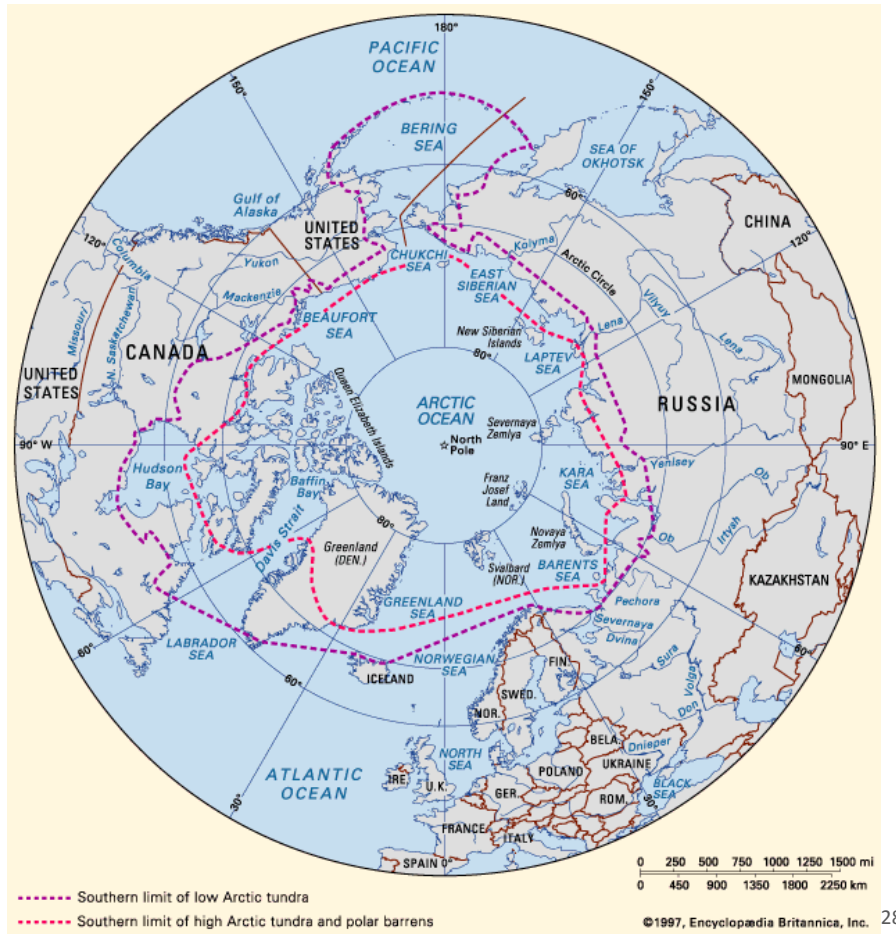 180°
PACIFIC
OCEAN
150°
150°
BERING
SEA
SEA OF
OKHOTSK
60°
Gulf of
Alaska
UNITED
STATES
CHINA
120°
120°
Columbia
Yukon
CHUKCHI
SEA
Kolyma
Arctic Circle
EAST
SIBERIAN
SEA
Mackenzie
BEAUFORT
SEA
Vilyuy
Lena
Lena
New Siberian
Islands
Missouri
N. Saskatchewan
CANADA
80°
LAPTEV
SEA
UNITED
STATES
MONGOLIA
Queen Elizabeth Islands
ARCTIC
OCEAN
RUSSIA
Severnaya
Zemlya
90° W
North
Pole
90° E
Hudson
Bay
Baffin
Bay
KARA
SEA
Yenisey
Ob
Franz
Josef
Land
Davis Strait
80°
Novaya
Zemlya
Ob
Irtysh
Greenland
(DEN.)
Svalbard
(NOR.)
BARENTS
SEA
KAZAKHSTAN
GREENLAND
SEA
Pechora
Severnaya
Dvina
LABRADOR
SEA
60°
60°
NORWEGIAN
SEA
ICELAND
60°
Sura
Volga
Don
FIN.
SWED.
NOR.
BELA.
Dnieper
NORTH
SEA
POLAND
UKRAINE
ATLANTIC
OCEAN
IRE.
U.K.
GER.
ROM.
BLACK
SEA
30°
30°
FRANCE
ITALY
SPAIN
0°
0 250 500 750 1000 1250 1500 mi
0 450 900 1350 1800 2250 km
Southern limit of low Arctic tundra
Southern limit of high Arctic tundra and polar barrens
©1997, Encyclopædia Britannica, Inc.
28